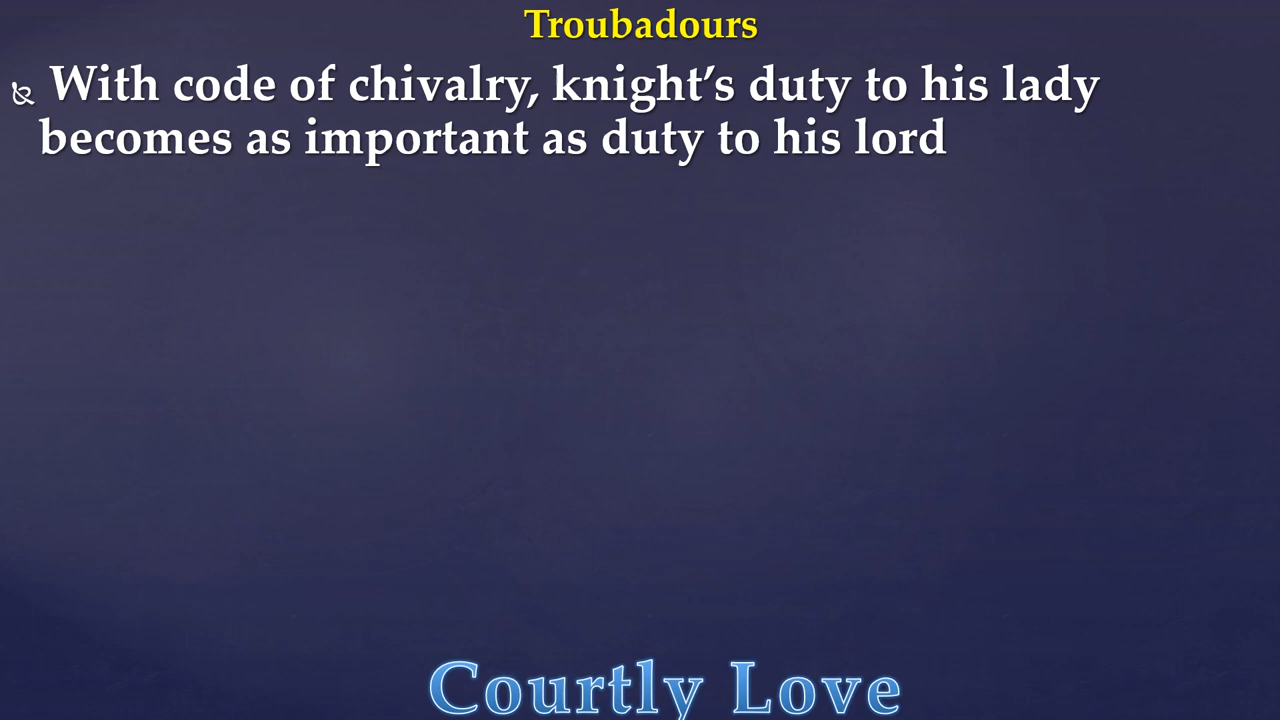 Troubadours
With code of chivalry, knight’s duty to his lady
becomes as important as duty to his lord
Courtly Love